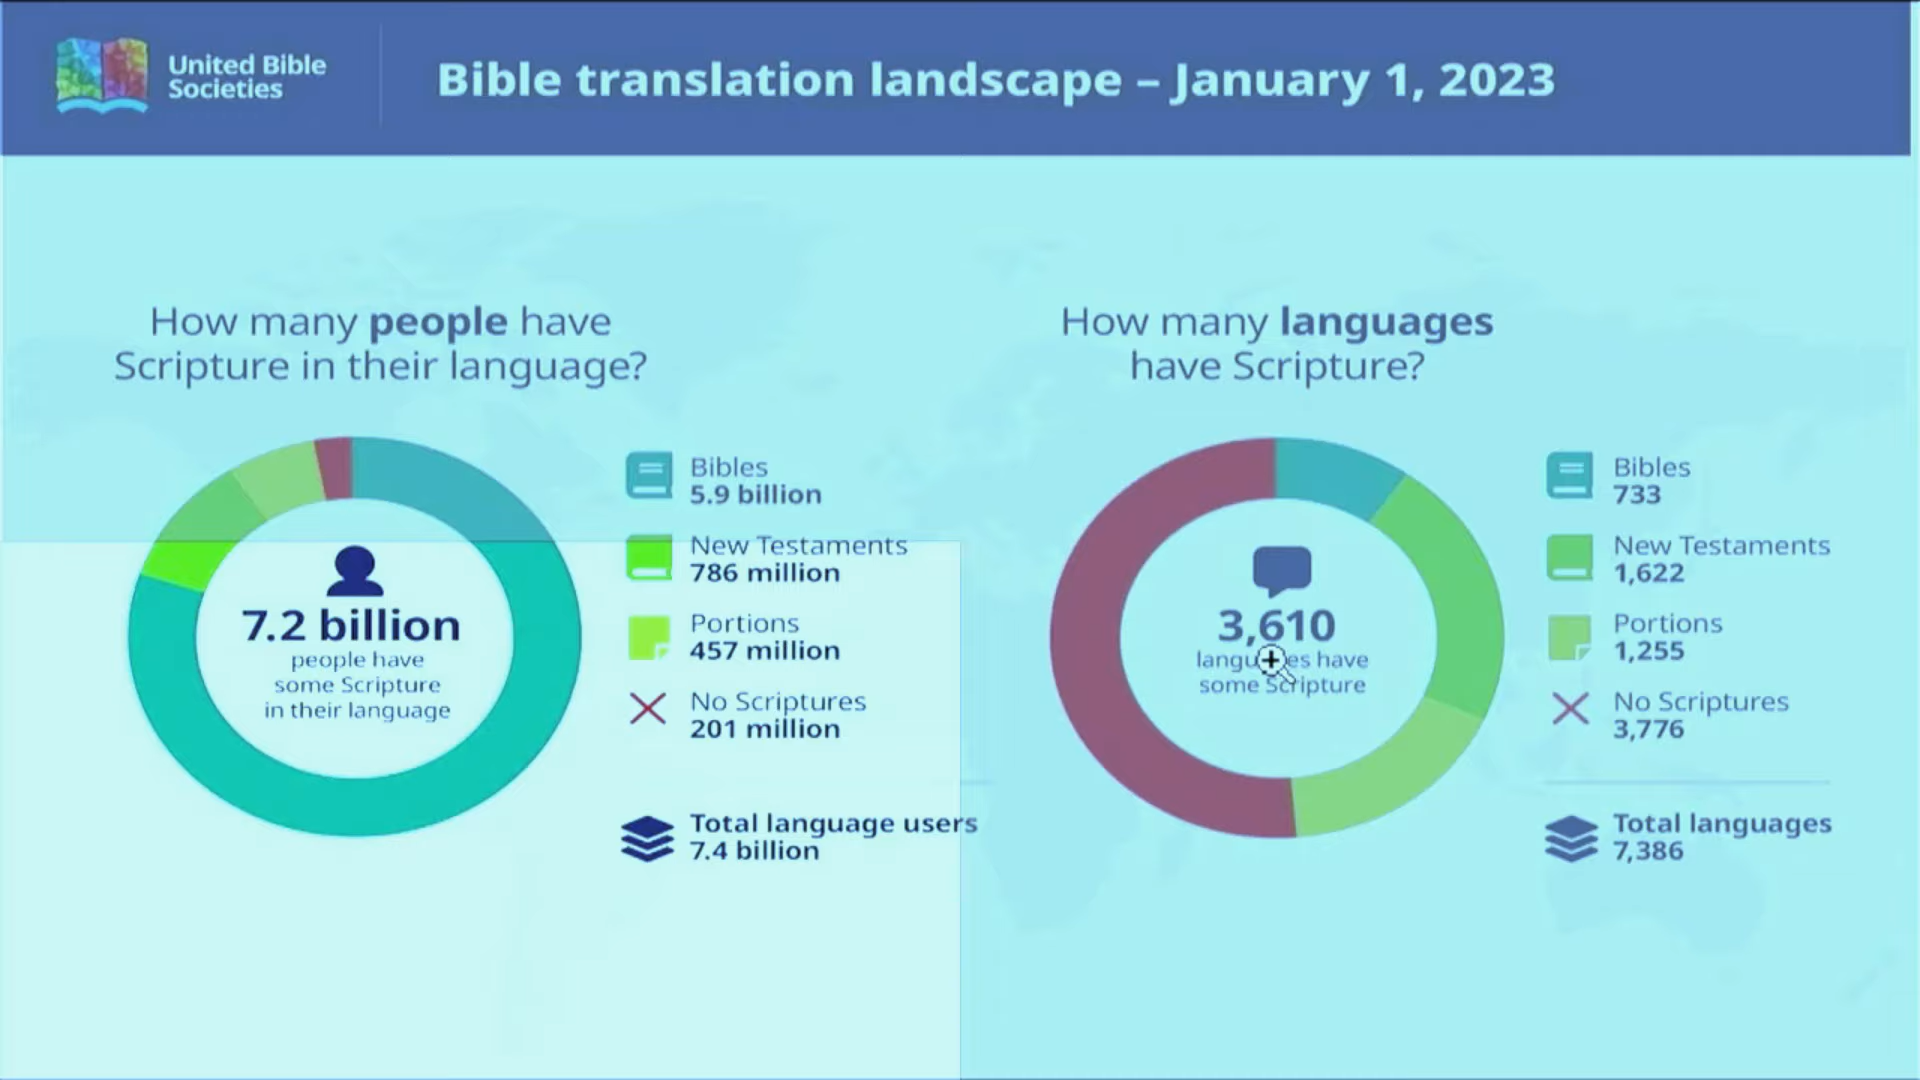 United Bible
Societies
Bible translation landscape – January 1, 2023
How many people have
Scripture in their language?
7.2 billion
people have
some Scripture
in their language
Bibles
5.9 billion
New Testaments
786 million
Portions
457 million
No Scriptures
201 million
Total language users
7.4 billion
How many languages
have Scripture?
3,610
languages have
some Scripture
Bibles
733
New Testaments
1,622
Portions
1,255
No Scriptures
3,776
Total languages
7,386